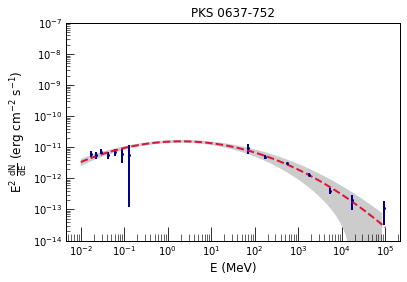 PKS 0637-752
E² dN/dE (erg cm⁻² s⁻¹)
10⁻⁷
10⁻⁸
10⁻⁹
10⁻¹⁰
10⁻¹¹
10⁻¹²
10⁻¹³
10⁻¹⁴
10⁻² 10⁻¹ 10⁰ 10¹ 10² 10³ 10⁴ 10⁵
E (MeV)